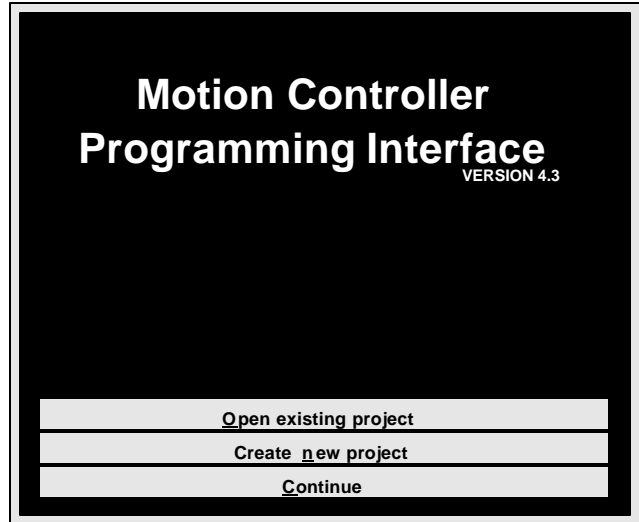 Motion Controller
Programming Interface
VERSION 4.3
Open existing project
Create new project
Continue